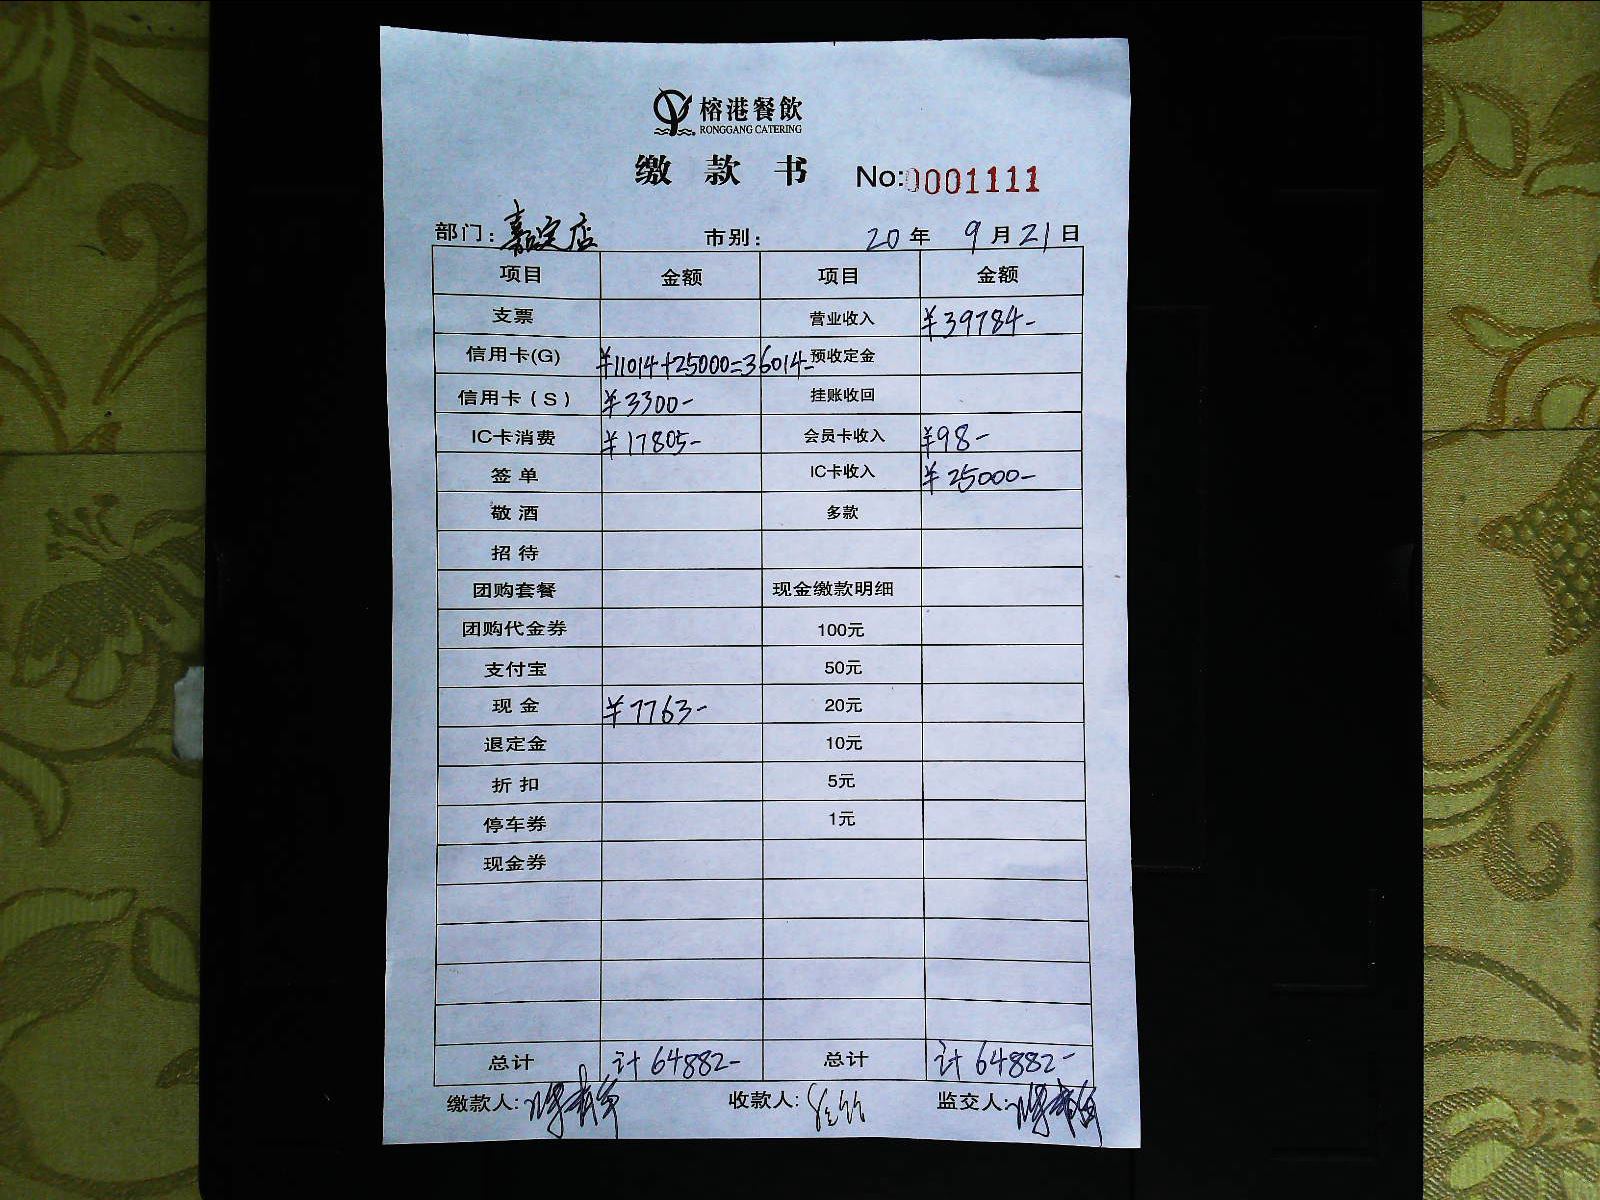 榕港餐飲
RONGGANG CATERING
缴款书 No:0001111
部门: 嘉定店 市别: 20年 9月21日
项目 金额 项目 金额
支票 营业收入 ¥39784-
信用卡(G) ¥11014+25000=36014- 预收定金
信用卡(S) ¥3300- 挂账收回
IC卡消费 ¥17805- 会员卡收入 ¥98-
签单 IC卡收入 ¥25000-
敬酒 多款
招待
团购套餐 现金缴款明细
团购代金券 100元
支付宝 50元
现金 ¥7763- 20元
退定金 10元
折扣 5元
停车券 1元
现金券
总计 计64882- 总计 计64882-
缴款人: 收款人: 监交人: